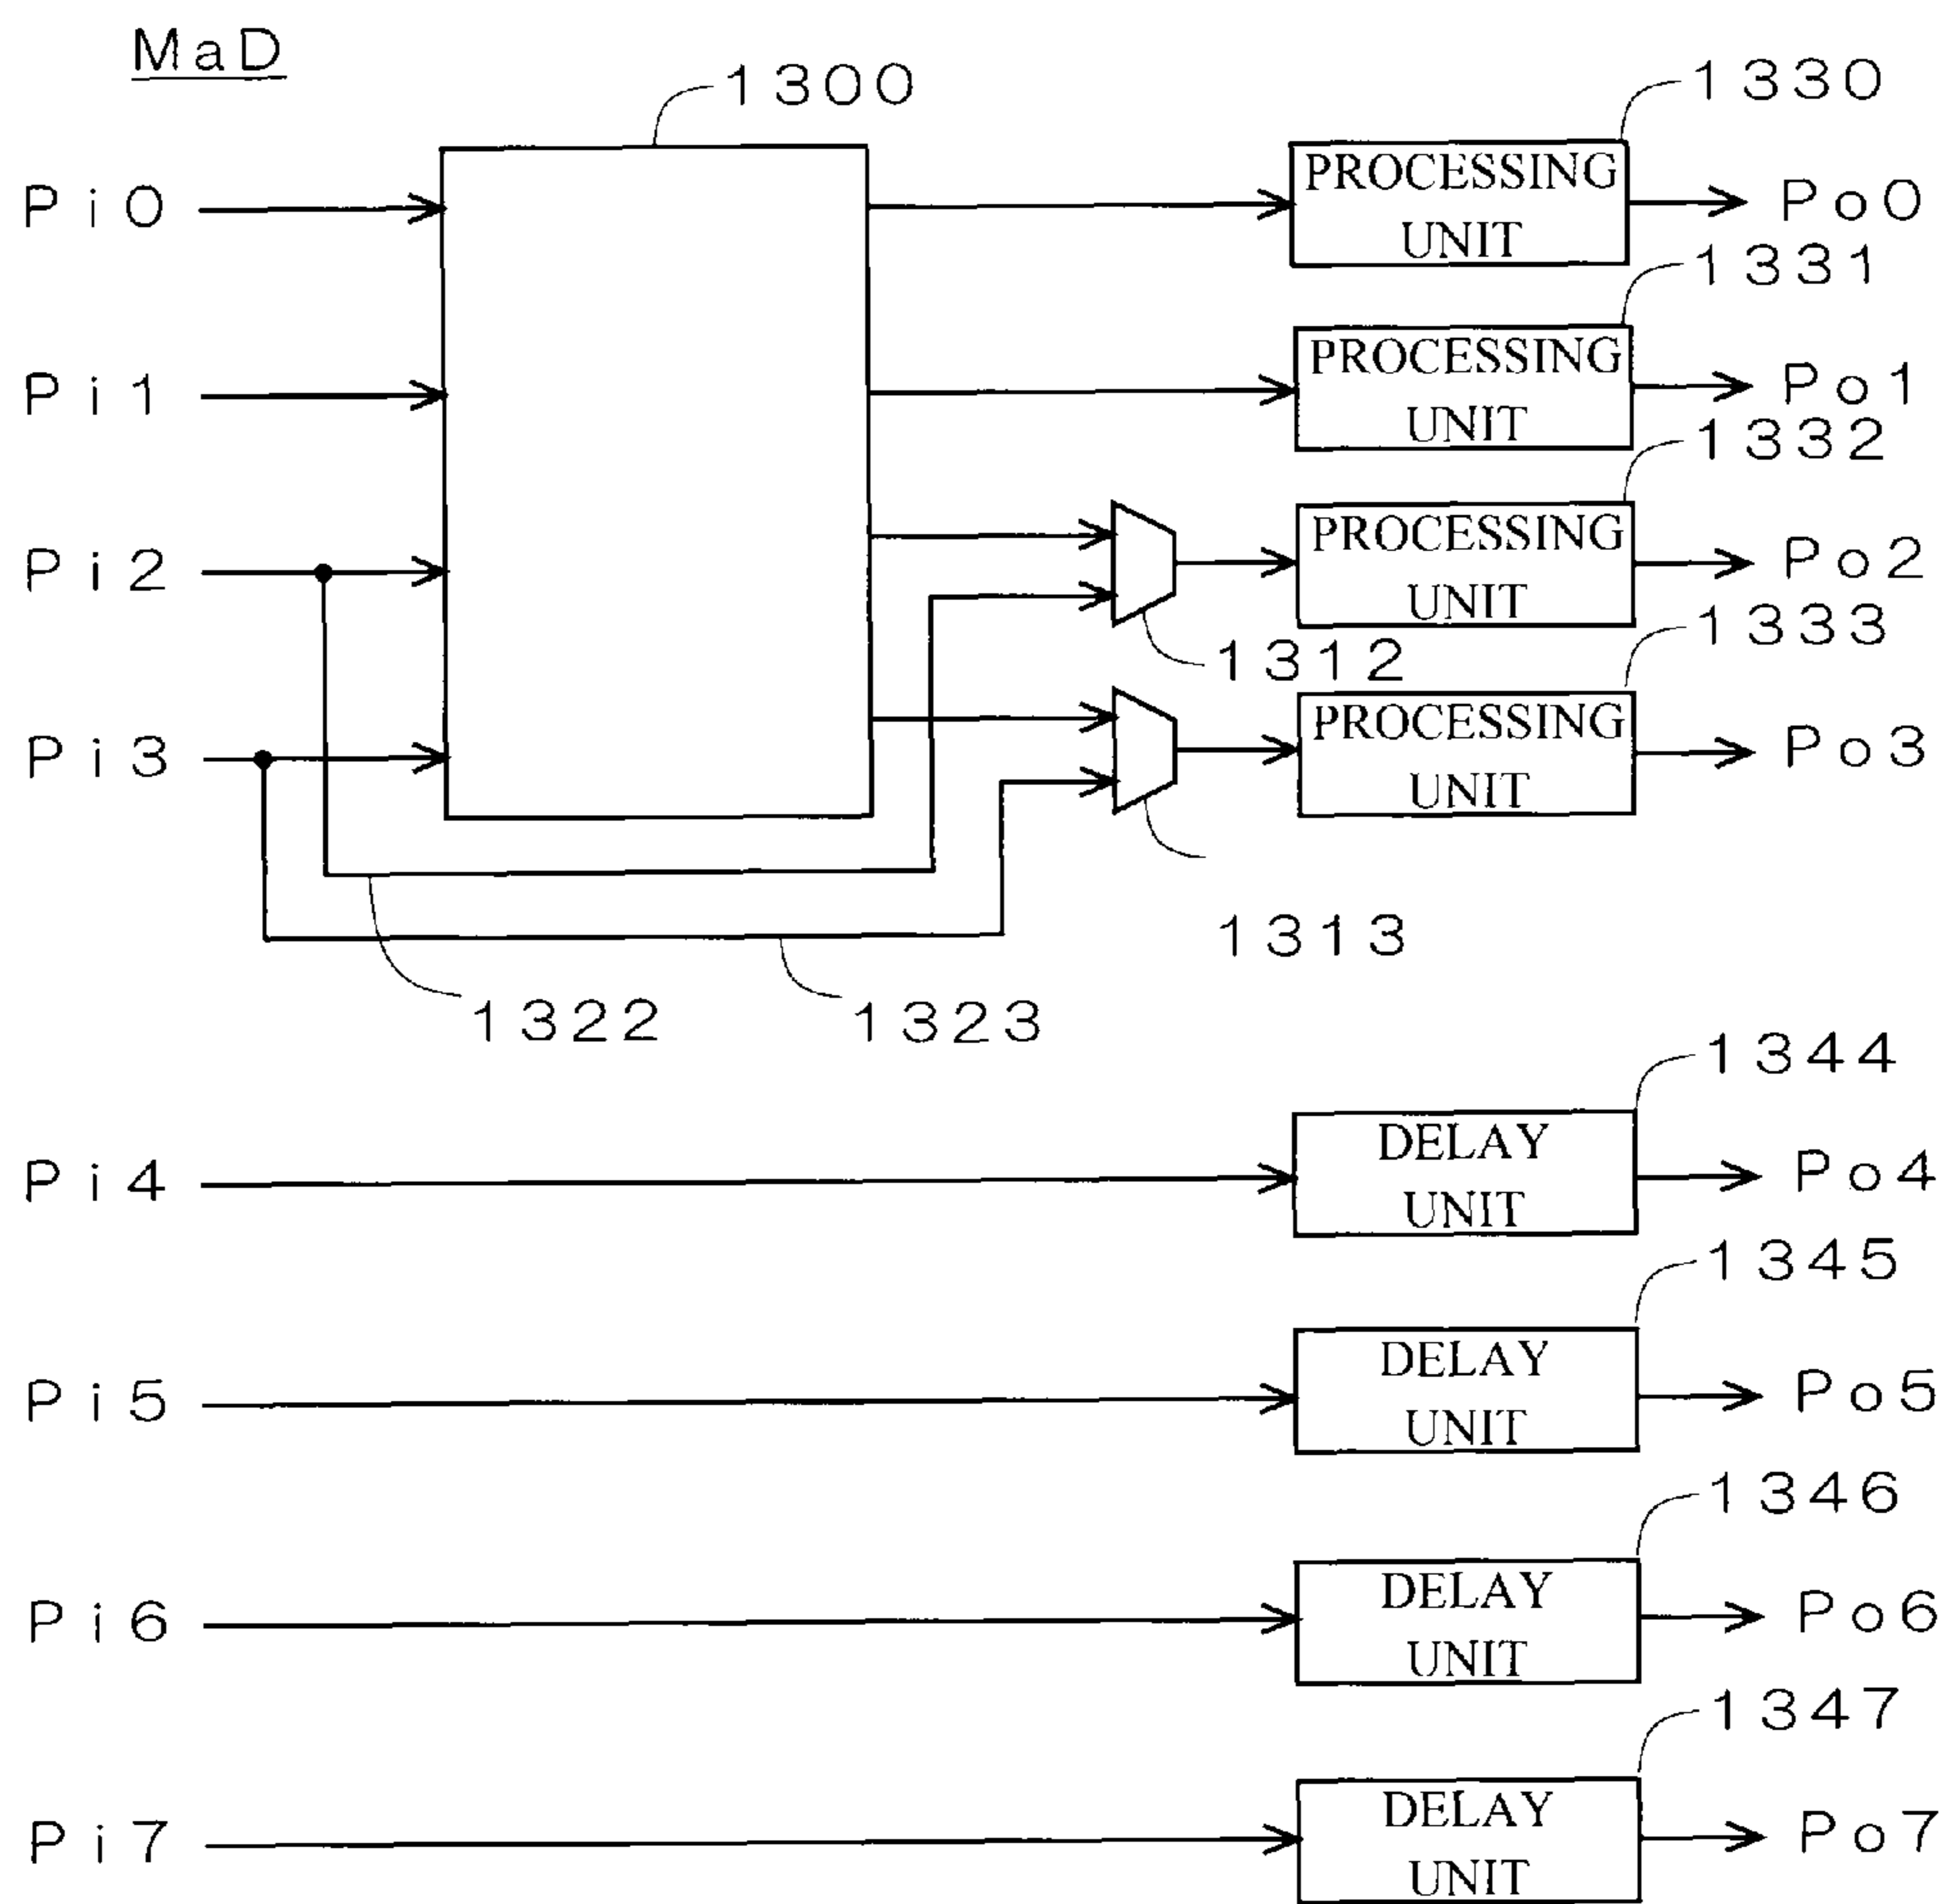 MaD
1300
1330
Pi0
PROCESSING
UNIT
Po0
1331
Pi1
PROCESSING
UNIT
Po1
1332
Pi2
PROCESSING
UNIT
Po2
1312
1333
Pi3
PROCESSING
UNIT
Po3
1313
1322
1323
1344
Pi4
DELAY
UNIT
Po4
1345
Pi5
DELAY
UNIT
Po5
1346
Pi6
DELAY
UNIT
Po6
1347
Pi7
DELAY
UNIT
Po7